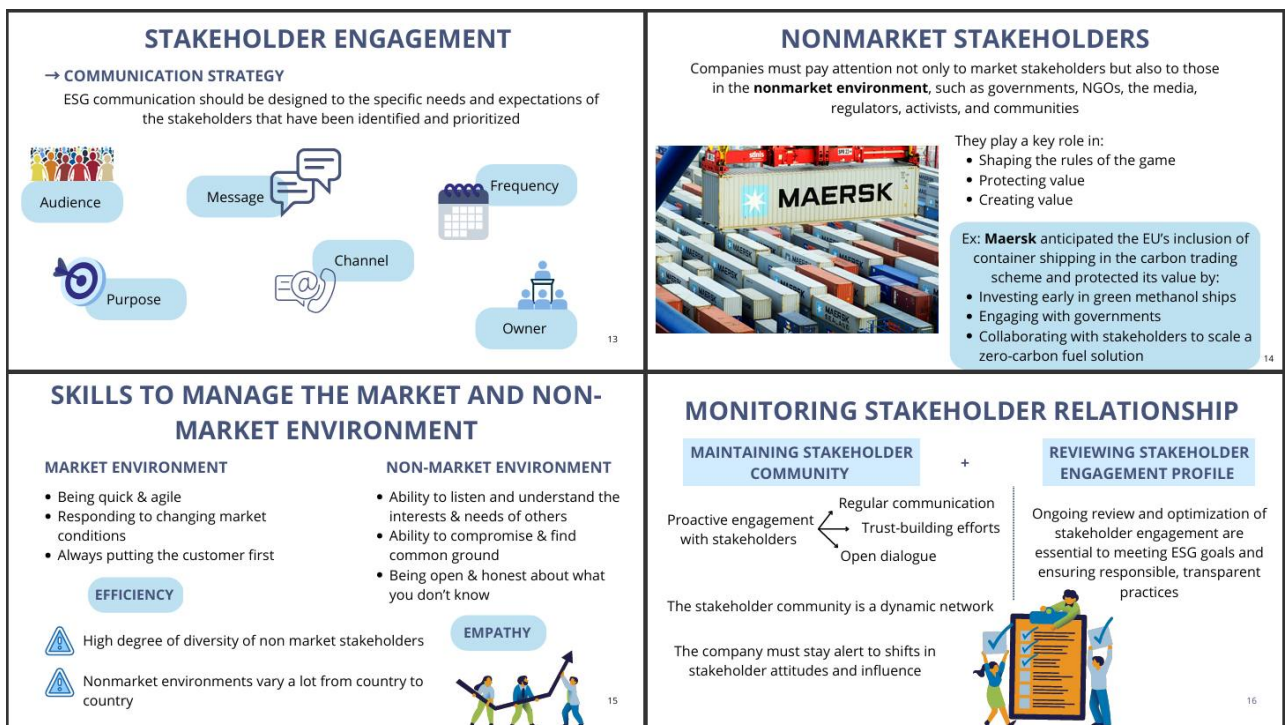 STAKEHOLDER ENGAGEMENT
→ COMMUNICATION STRATEGY
ESG communication should be designed to the specific needs and expectations of
the stakeholders that have been identified and prioritized
Audience
Message
Frequency
Channel
Purpose
Owner
13
NONMARKET STAKEHOLDERS
Companies must pay attention not only to market stakeholders but also to those
in the nonmarket environment, such as governments, NGOs, the media,
regulators, activists, and communities
They play a key role in:
• Shaping the rules of the game
• Protecting value
• Creating value
MAERSK
Ex: Maersk anticipated the EU's inclusion of
container shipping in the carbon trading
scheme and protected its value by:
• Investing early in green methanol ships
• Engaging with governments
• Collaborating with stakeholders to scale a
zero-carbon fuel solution
14
SKILLS TO MANAGE THE MARKET AND NON-
MARKET ENVIRONMENT
MARKET ENVIRONMENT
• Being quick & agile
• Responding to changing market
conditions
• Always putting the customer first
EFFICIENCY
NON-MARKET ENVIRONMENT
• Ability to listen and understand the
interests & needs of others
• Ability to compromise & find
common ground
• Being open & honest about what
you don't know
EMPATHY
High degree of diversity of non market stakeholders
Nonmarket environments vary a lot from country to
country
15
MONITORING STAKEHOLDER RELATIONSHIP
MAINTAINING STAKEHOLDER
COMMUNITY
+
REVIEWING STAKEHOLDER
ENGAGEMENT PROFILE
Proactive engagement
with stakeholders
Regular communication
Trust-building efforts
Open dialogue
The stakeholder community is a dynamic network
The company must stay alert to shifts in
stakeholder attitudes and influence
Ongoing review and optimization of
stakeholder engagement are
essential to meeting ESG goals and
ensuring responsible, transparent
practices
16